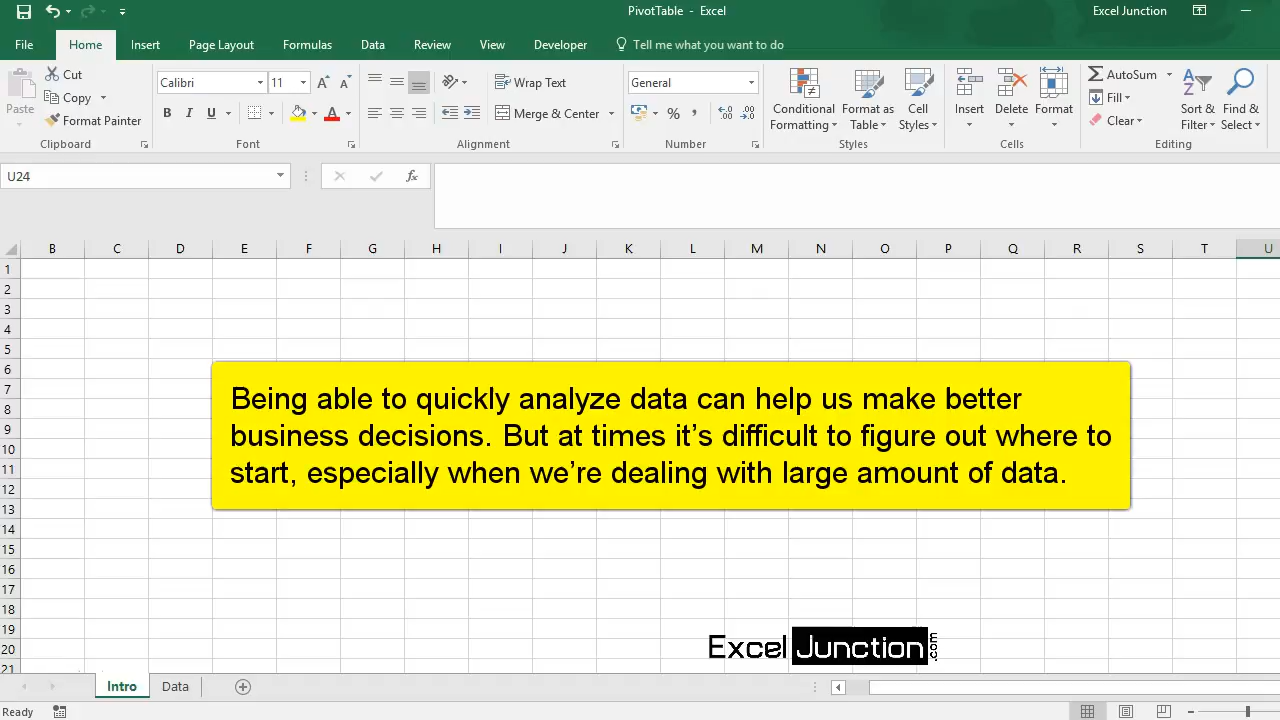 PivotTable - Excel
Excel Junction
File Home Insert Page Layout Formulas Data Review View Developer Tell me what you want to do
Paste
Cut
Copy
Format Painter
Clipboard
Calibri 11
B I U
Font
Wrap Text
Merge & Center
Alignment
General
%
Number
Conditional Formatting
Format as Table
Cell Styles
Styles
Insert Delete Format
Cells
AutoSum
Fill
Clear
Sort & Filter
Find & Select
Editing
U24
fx
B C D E F G H I J K L M N O P Q R S T U
1
2
3
4
5
6
7
8
9
10
11
12
13
14
15
16
17
18
19
20
21
Being able to quickly analyze data can help us make better
business decisions. But at times it’s difficult to figure out where to
start, especially when we’re dealing with large amount of data.
Excel Junction.com
Intro Data
Ready